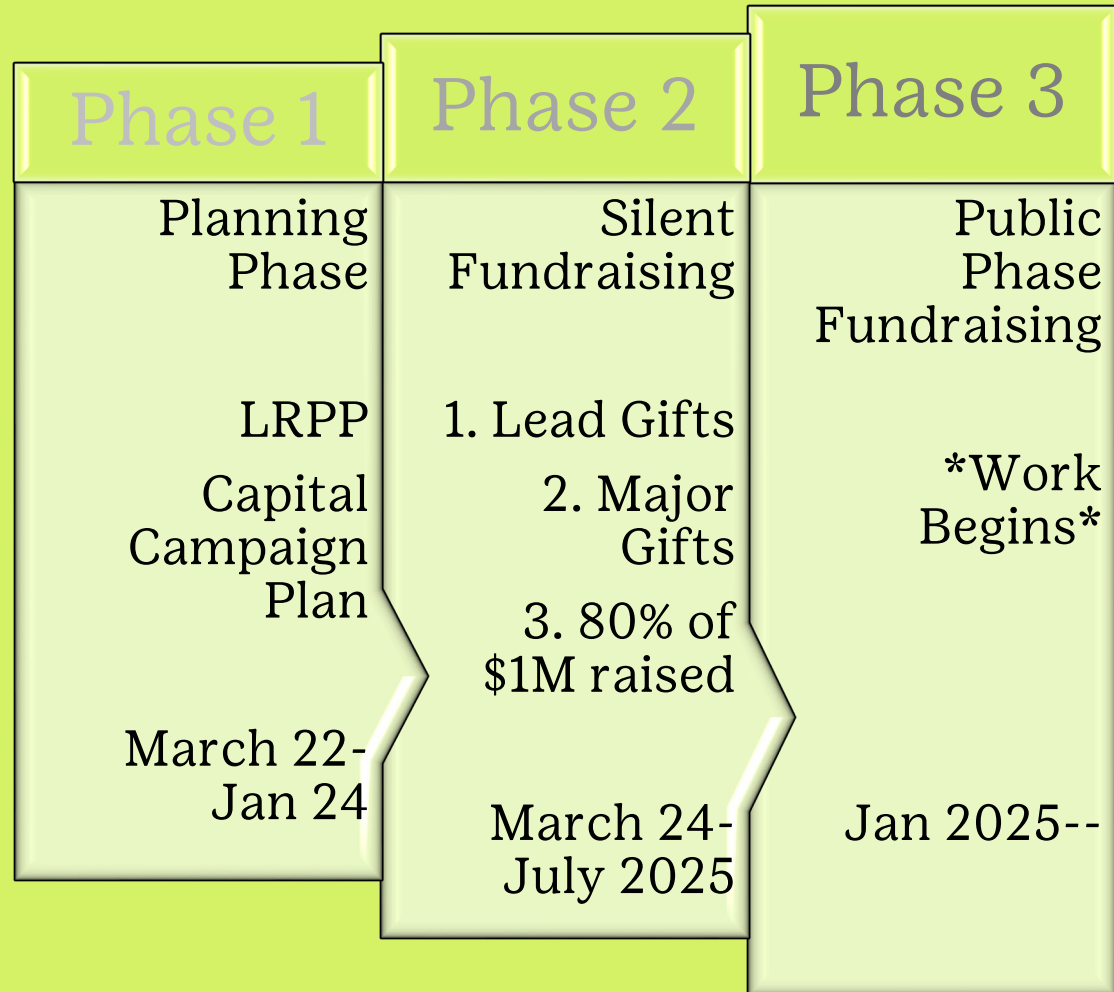 Phase 1
Planning
Phase
LRPP
Capital
Campaign
Plan
March 22-
Jan 24
Phase 2
Silent
Fundraising
1. Lead Gifts
2. Major
Gifts
3. 80% of
$1M raised
March 24-
July 2025
Phase 3
Public
Phase
Fundraising
*Work
Begins*
Jan 2025--